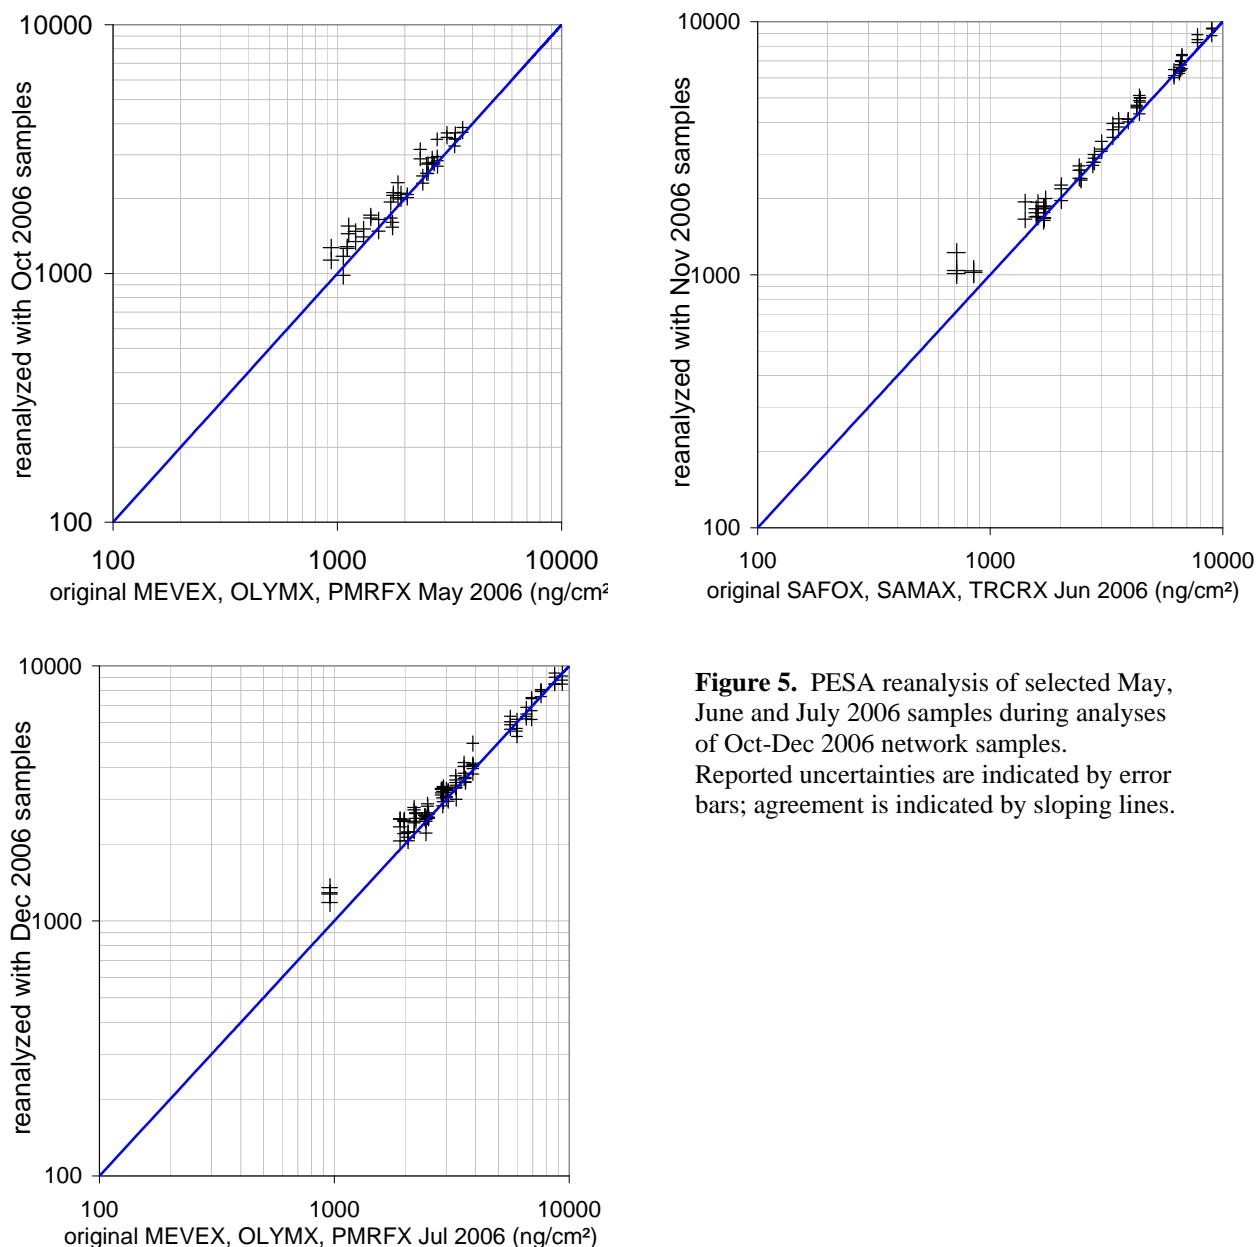 10000
1000
100
reanalyzed with Oct 2006 samples
100
1000
10000
original MEVEX, OLYMX, PMRFX May 2006 (ng/cm²
10000
1000
100
reanalyzed with Nov 2006 samples
100
1000
10000
original SAFOX, SAMAX, TRCRX Jun 2006 (ng/cm²)
10000
1000
100
reanalyzed with Dec 2006 samples
100
1000
10000
original MEVEX, OLYMX, PMRFX Jul 2006 (ng/cm²)
Figure 5. PESA reanalysis of selected May,
June and July 2006 samples during analyses
of Oct-Dec 2006 network samples.
Reported uncertainties are indicated by error
bars; agreement is indicated by sloping lines.